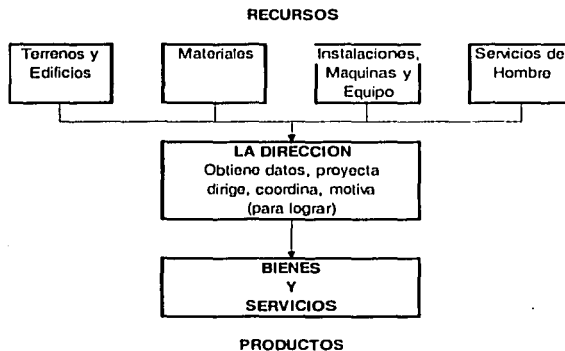 RECURSOS
Terrenos y
Edificios
Materiales
Instalaciones,
Maquinas y
Equipo
Servicios de
Hombre
LA DIRECCION
Obtiene datos, proyecta
dirige, coordina, motiva
(para lograr)
BIENES
Y
SERVICIOS
PRODUCTOS